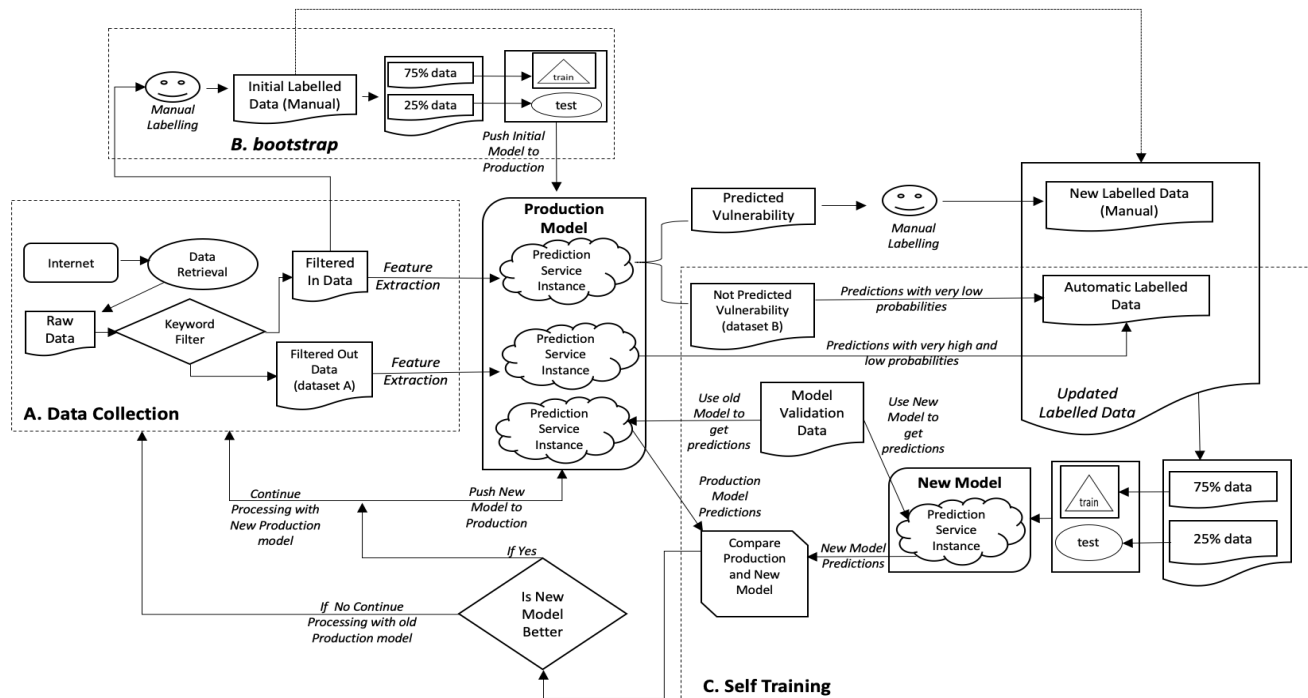 Manual
Labelling
Initial Labelled
Data (Manual)
75% data
25% data
train
test
B. bootstrap
Push Initial
Model to
Production
Internet
Data
Retrieval
Raw
Data
Keyword
Filter
Filtered
In Data
Filtered Out
Data
(dataset A)
Feature
Extraction
Feature
Extraction
A. Data Collection
Production
Model
Prediction
Service
Instance
Prediction
Service
Instance
Prediction
Service
Instance
Predicted
Vulnerability
Manual
Labelling
New Labelled Data
(Manual)
Not Predicted
Vulnerability
(dataset B)
Predictions with very low
probabilities
Automatic Labelled
Data
Predictions with very high and
low probabilities
Updated
Labelled Data
Use old
Model to
get
predictions
Model
Validation
Data
Use New
Model to
get
predictions
Production
Model
Predictions
New Model
Prediction
Service
Instance
train
test
75% data
25% data
New Model
Predictions
Compare
Production
and New
Model
Continue
Processing with
New Production
model
Push New
Model to
Production
If Yes
Is New
Model
Better
If No Continue
Processing with old
Production model
C. Self Training